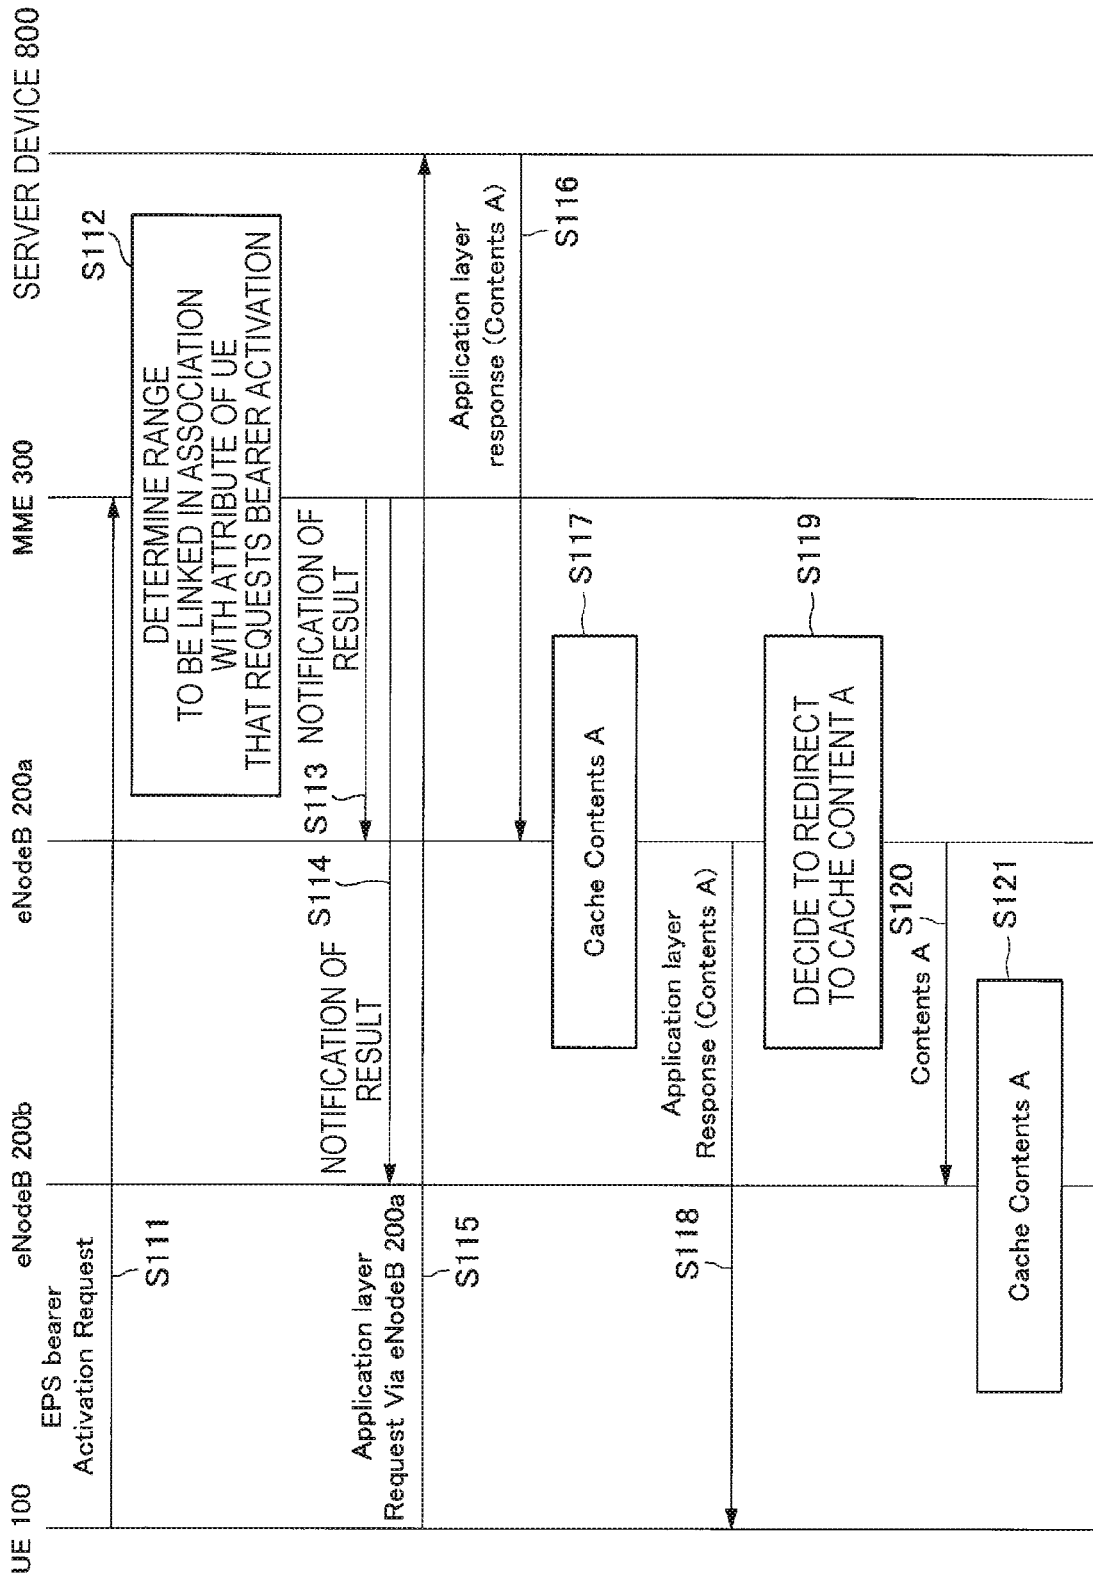 UE 100
eNodeB 200b
eNodeB 200a
MME 300
SERVER DEVICE 800
EPS bearer
Activation Request
S111
S112
DETERMINE RANGE
TO BE LINKED IN ASSOCIATION
WITH ATTRIBUTE OF UE
THAT REQUESTS BEARER ACTIVATION
S113
NOTIFICATION OF
RESULT
S114
NOTIFICATION OF
RESULT
Application layer
Request Via eNodeB 200a
S115
Application layer
response (Contents A)
S116
Cache Contents A
S117
Application layer
Response (Contents A)
S118
DECIDE TO REDIRECT
TO CACHE CONTENT A
S119
Contents A
S120
Cache Contents A
S121